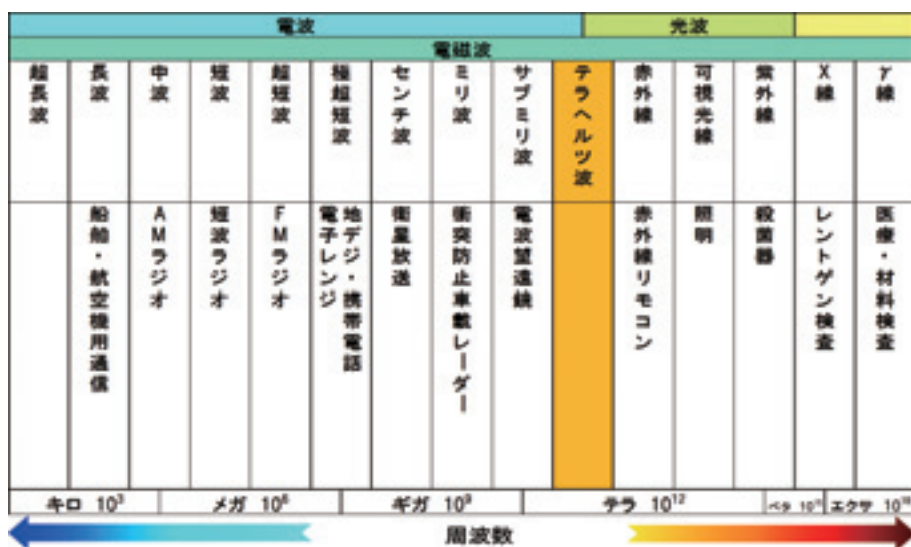 電波 光波
電磁波
超長波 長波 中波 短波 超短波 極超短波 センチ波 ミリ波 サブミリ波 テラヘルツ波 赤外線 可視光線 紫外線 X線 γ線
船舶・航空機用通信 AMラジオ 短波ラジオ FMラジオ 地デジ・携帯電話 電子レンジ 衛星放送 衝突防止車載レーダー 電波望遠鏡 赤外線リモコン 照明 殺菌器 レントゲン検査 医療・材料検査
キロ 10³ メガ 10⁶ ギガ 10⁹ テラ 10¹² ペタ 10¹⁵ エクサ 10¹⁸
周波数